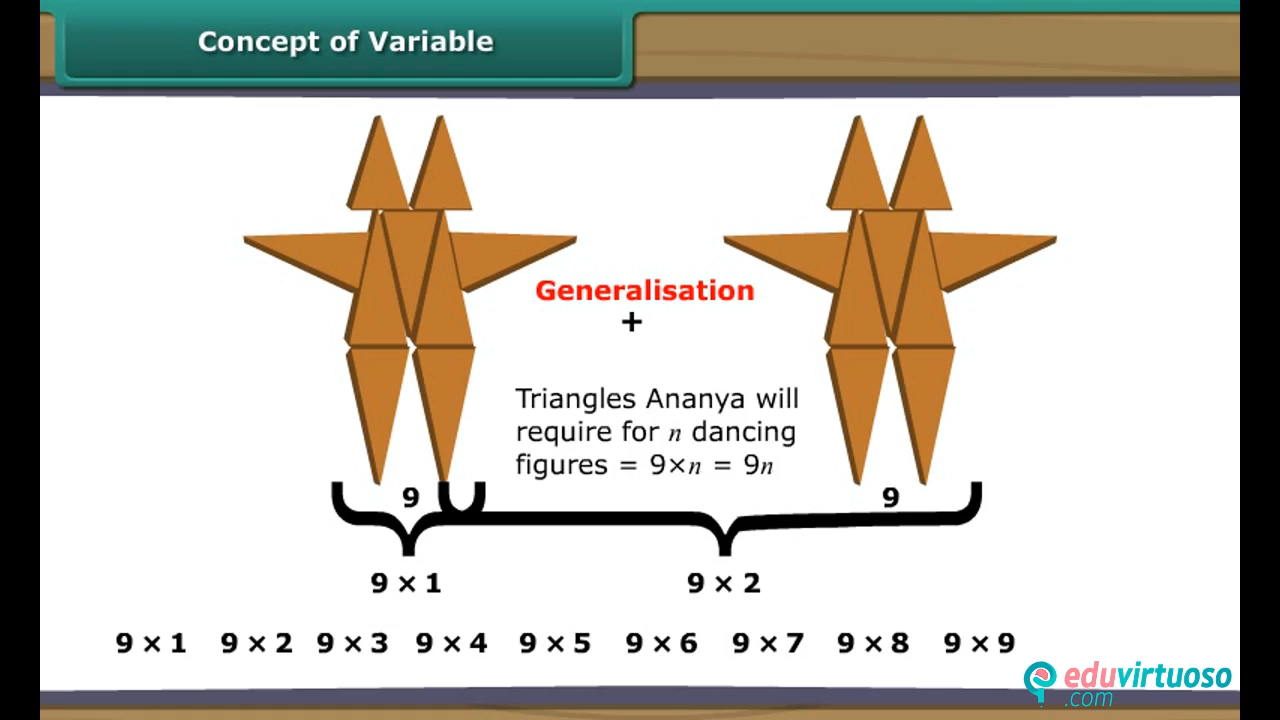 Concept of Variable
Generalisation
+
Triangles Ananya will
require for n dancing
figures = 9×n = 9n
9 9
9 × 1 9 × 2
9 × 1 9 × 2 9 × 3 9 × 4 9 × 5 9 × 6 9 × 7 9 × 8 9 × 9
eduvirtuoso
.com